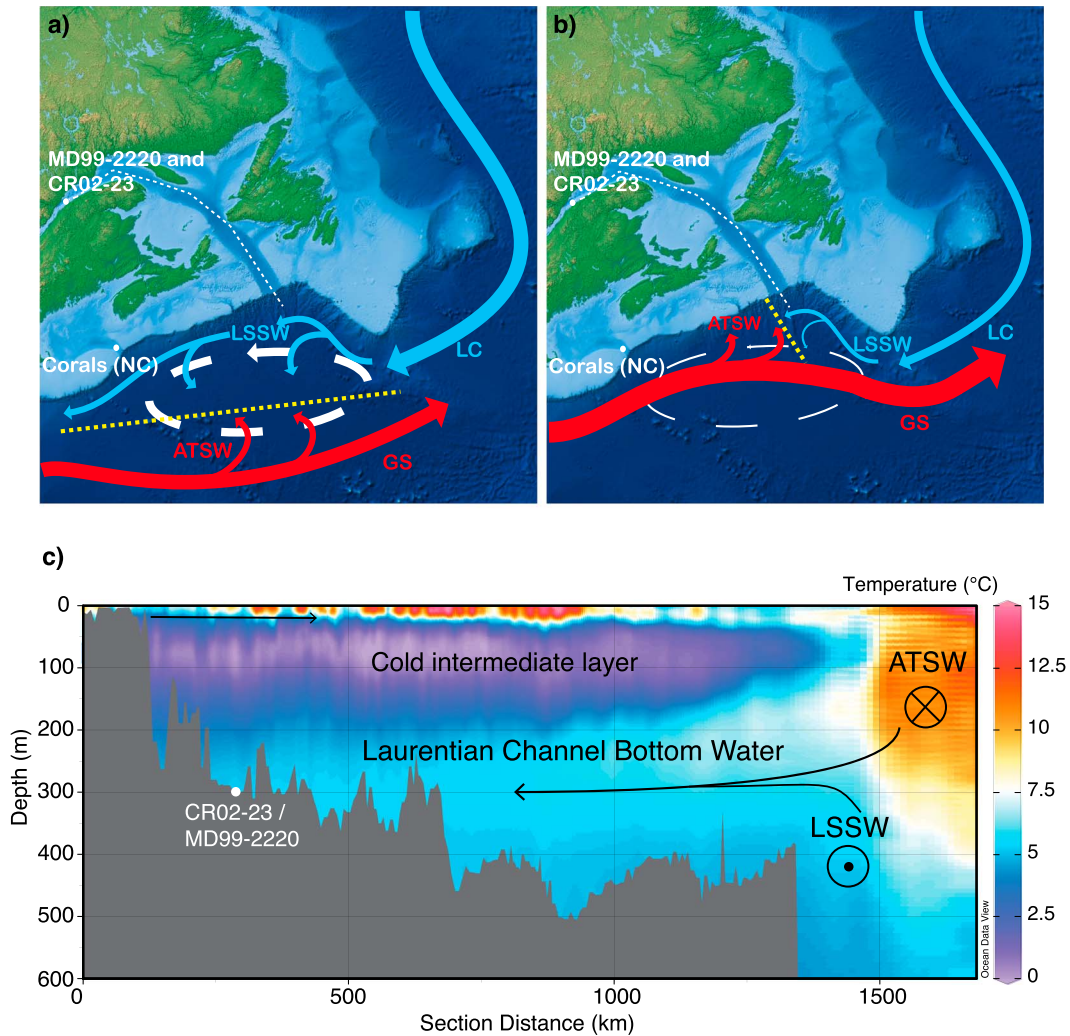 a)
MD99-2220 and
CR02-23
LSSW
LC
Corals (NC)
ATSW
GS
b)
MD99-2220 and
CR02-23
ATSW
LSSW
LC
Corals (NC)
GS
c)
Temperature (°C)
0
100
200
300
400
500
600
Depth (m)
Cold intermediate layer
ATSW
Laurentian Channel Bottom Water
CR02-23 /
MD99-2220
LSSW
Ocean Data View
15
12.5
10
7.5
5
2.5
0
0
500
1000
1500
Section Distance (km)